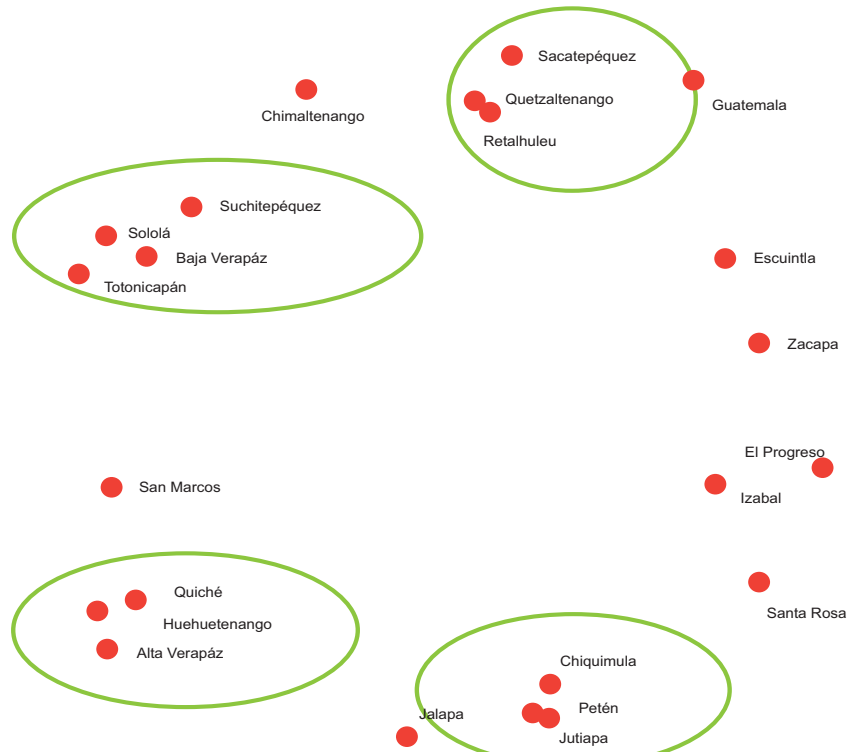 Sacatepéquez
Quetzaltenango
Guatemala
Chimaltenango
Retalhuleu
Suchitepéquez
Sololá
Baja Verapáz
Escuintla
Totonicapán
Zacapa
El Progreso
San Marcos
Izabal
Quiché
Santa Rosa
Huehuetenango
Alta Verapáz
Chiquimula
Petén
Jalapa
Jutiapa